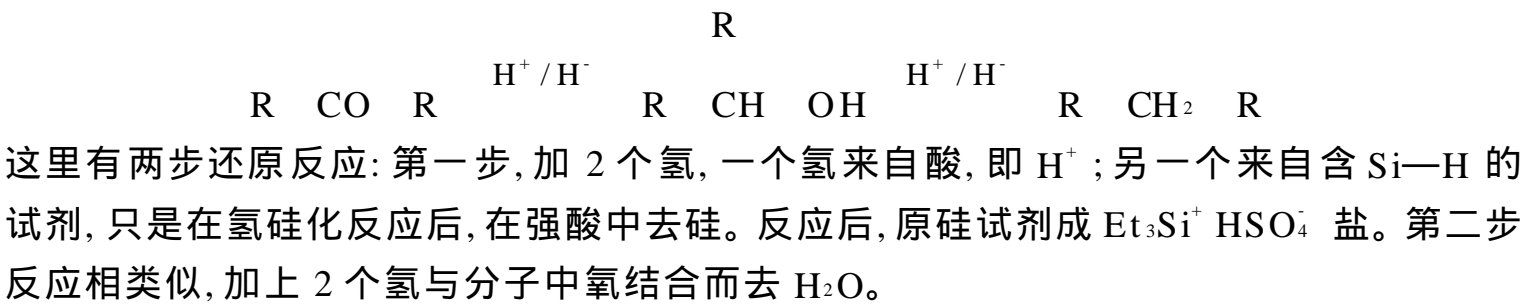 R
H⁺ / H⁻ H⁺ / H⁻
R CO R R CH OH R CH₂ R
这里有两步还原反应: 第一步, 加 2 个氢, 一个氢来自酸, 即 H⁺ ; 另一个来自含 Si—H 的
试剂, 只是在氢硅化反应后, 在强酸中去硅。反应后, 原硅试剂成 Et₃Si⁺ HSO₄⁻ 盐。第二步
反应相类似, 加上 2 个氢与分子中氧结合而去 H₂O。